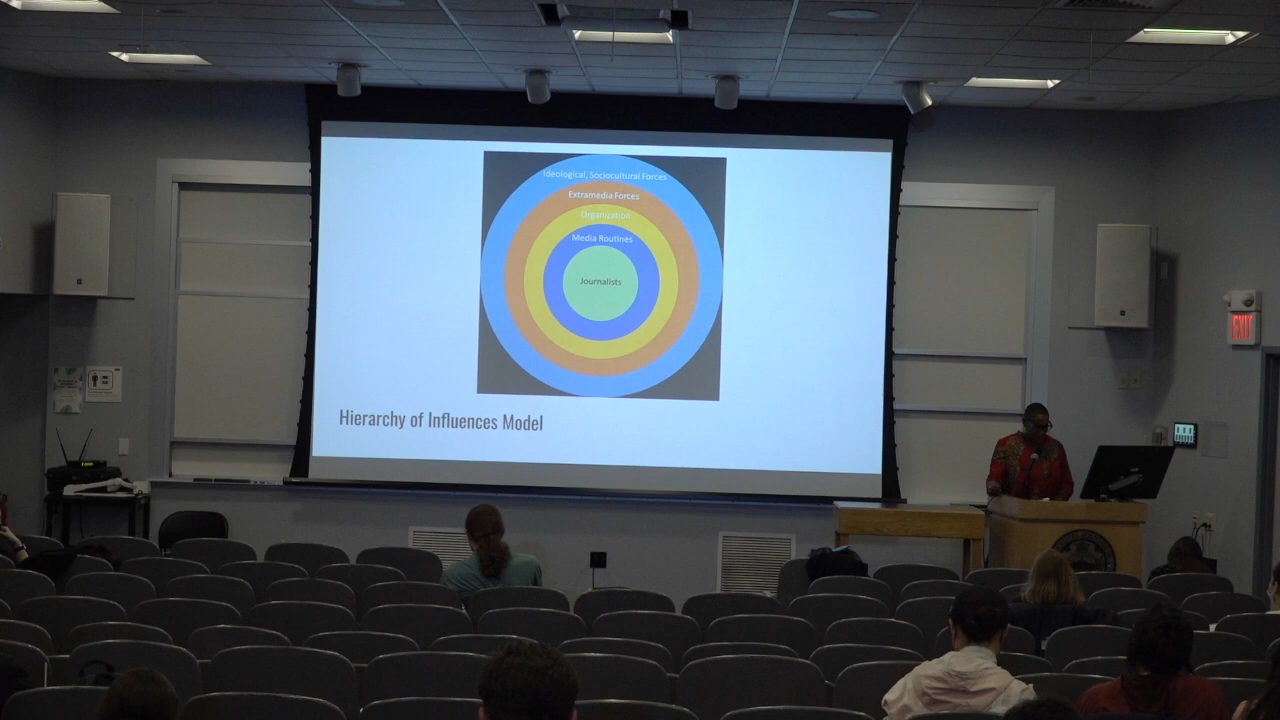 Ideological, Sociocultural Forces
Extramedia Forces
Organization
Media Routines
Journalists
Hierarchy of Influences Model
EXIT